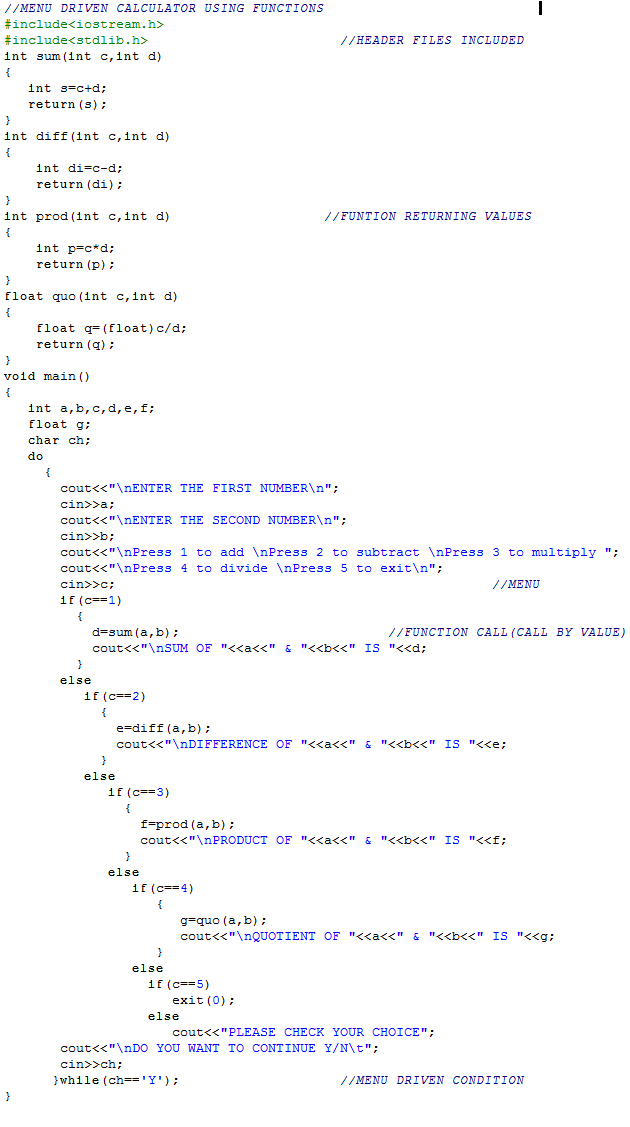 //MENU DRIVEN CALCULATOR USING FUNCTIONS
#include<iostream.h>
#include<stdlib.h>                        //HEADER FILES INCLUDED
int sum(int c,int d)
{
   int s=c+d;
   return(s);
}
int diff(int c,int d)
{
    int di=c-d;
    return(di);
}
int prod(int c,int d)                   //FUNTION RETURNING VALUES
{
    int p=c*d;
    return(p);
}
float quo(int c,int d)
{
    float q=(float)c/d;
    return(q);
}
void main()
{
   int a,b,c,d,e,f;
   float g;
   char ch;
   do
     {
       cout<<"\nENTER THE FIRST NUMBER\n";
       cin>>a;
       cout<<"\nENTER THE SECOND NUMBER\n";
       cin>>b;
       cout<<"\nPress 1 to add \nPress 2 to subtract \nPress 3 to multiply ";
       cout<<"\nPress 4 to divide \nPress 5 to exit\n";
       cin>>c;                                               //MENU
       if(c==1)
         {
           d=sum(a,b);                          //FUNCTION CALL(CALL BY VALUE)
           cout<<"\nSUM OF "<<a<<" & "<<b<<" IS "<<d;
         }
       else
          if(c==2)
            {
              e=diff(a,b);
              cout<<"\nDIFFERENCE OF "<<a<<" & "<<b<<" IS "<<e;
            }
          else
             if(c==3)
               {
                 f=prod(a,b);
                 cout<<"\nPRODUCT OF "<<a<<" & "<<b<<" IS "<<f;
               }
             else
                if(c==4)
                   {
                      g=quo(a,b);
                      cout<<"\nQUOTIENT OF "<<a<<" & "<<b<<" IS "<<g;
                   }
                else
                  if(c==5)
                     exit(0);
                  else
                     cout<<"PLEASE CHECK YOUR CHOICE";
       cout<<"\nDO YOU WANT TO CONTINUE Y/N\t";
       cin>>ch;
      }while(ch=='Y');                    //MENU DRIVEN CONDITION
}